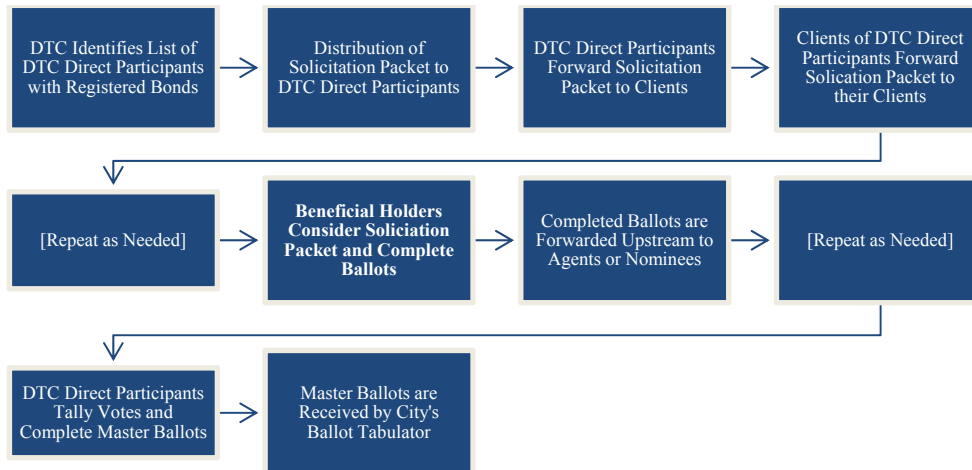 DTC Identifies List of
DTC Direct Participants
with Registered Bonds
Distribution of
Solicitation Packet to
DTC Direct Participants
DTC Direct Participants
Forward Solicitation
Packet to Clients
Clients of DTC Direct
Participants Forward
Solication Packet to
their Clients
[Repeat as Needed]
Beneficial Holders
Consider Soliciation
Packet and Complete
Ballots
Completed Ballots are
Forwarded Upstream to
Agents or Nominees
[Repeat as Needed]
DTC Direct Participants
Tally Votes and
Complete Master Ballots
Master Ballots are
Received by City's
Ballot Tabulator